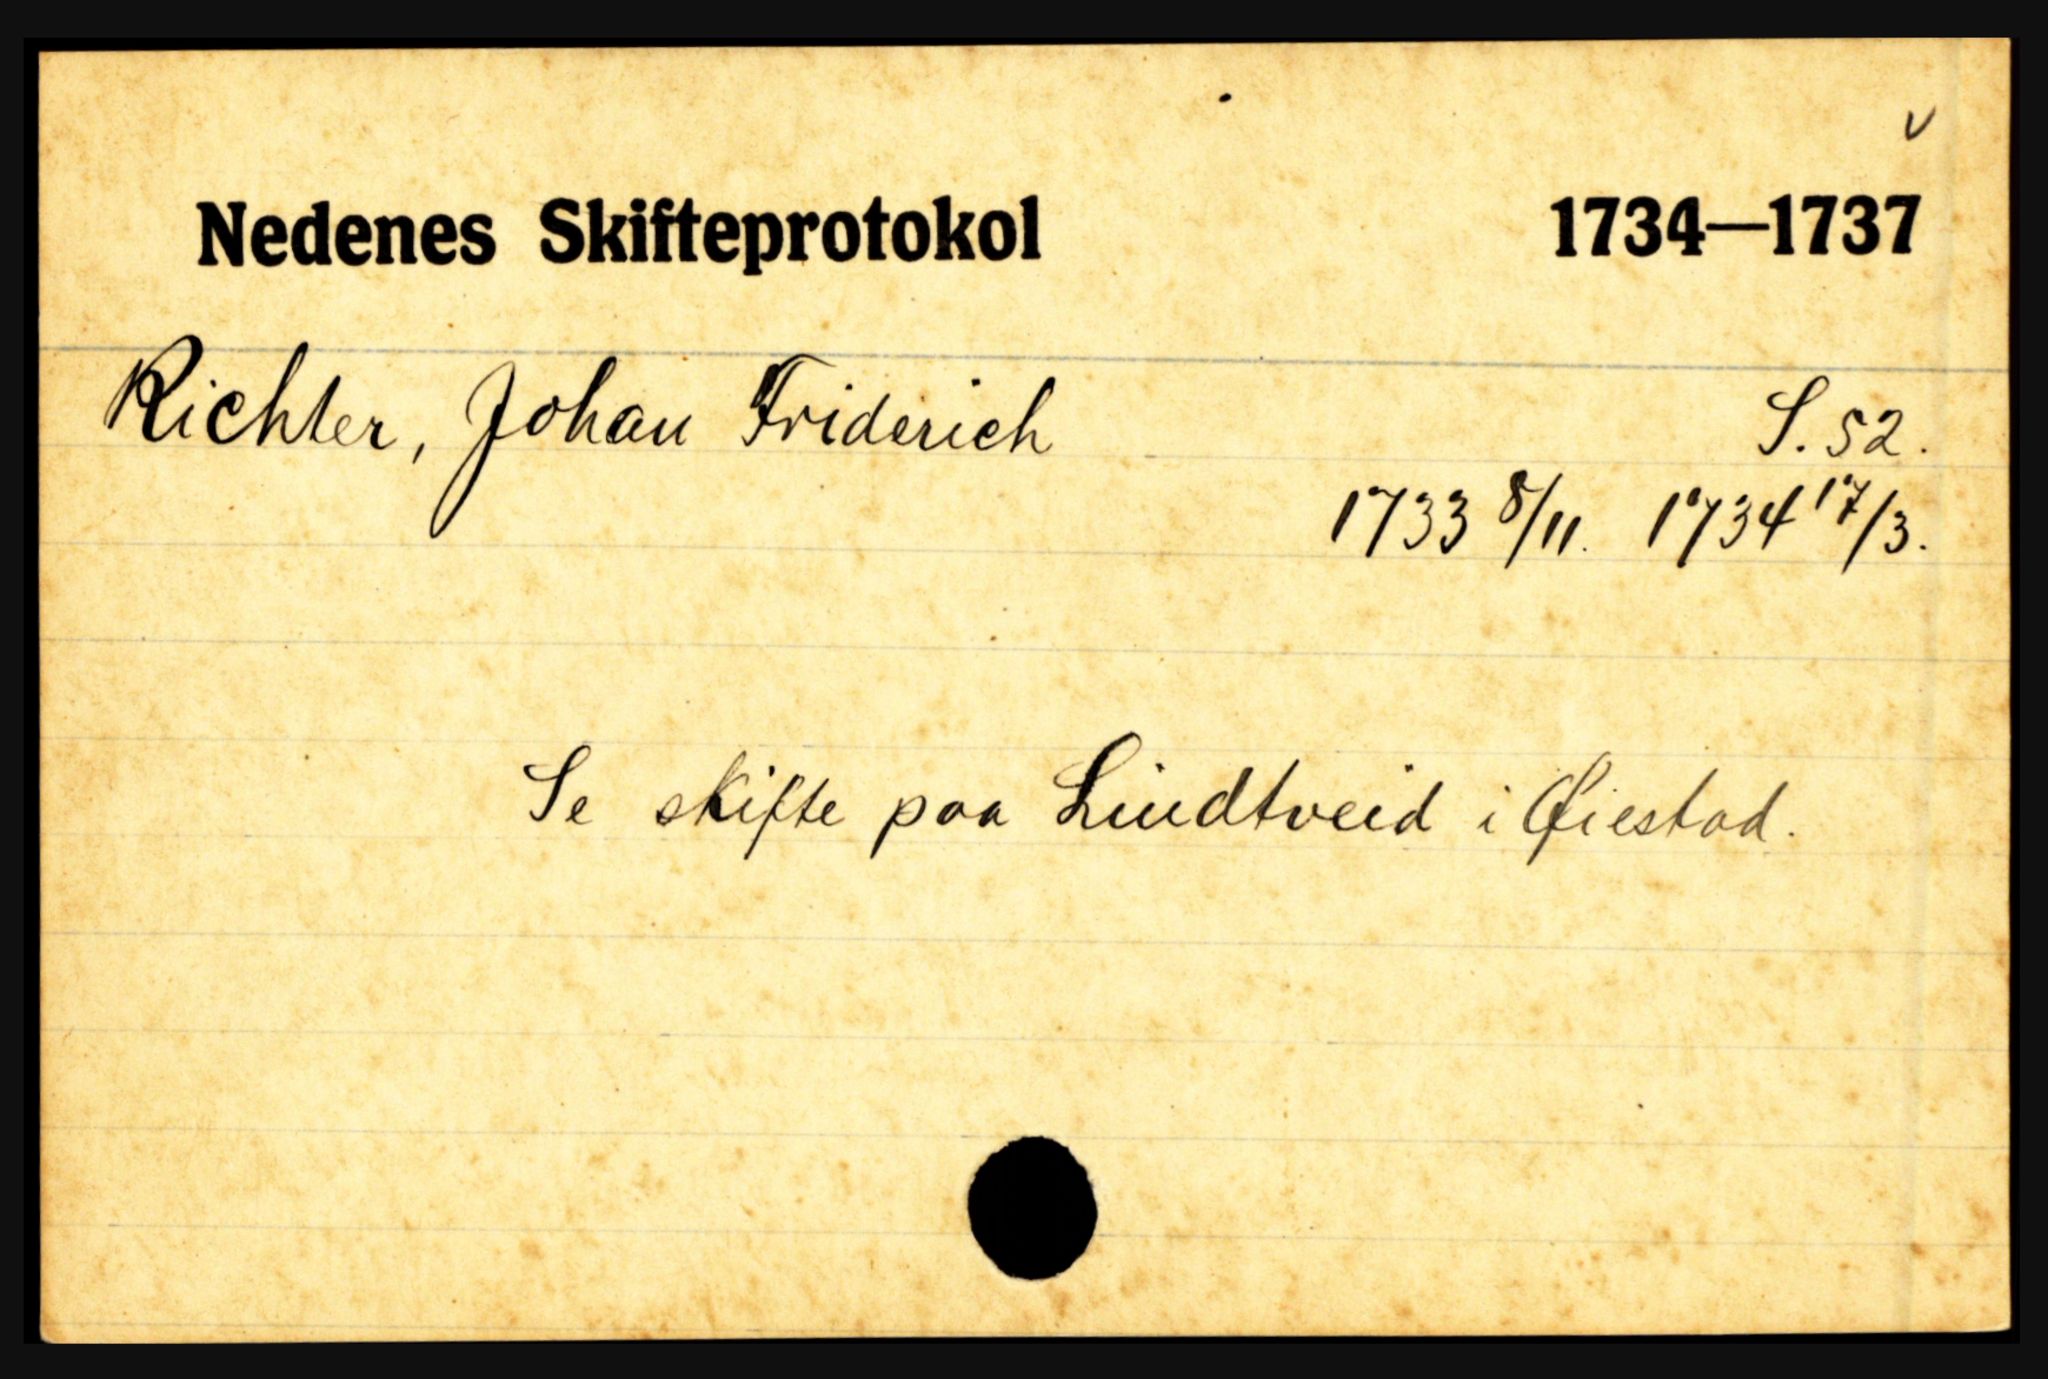 v
Nedenes Skifteprotokol 1734—1737
Richter, Johan Friderich S. 52.
1733 8/11. 1734 17/3.
Se skifte paa Lindtveid i Øiestad.